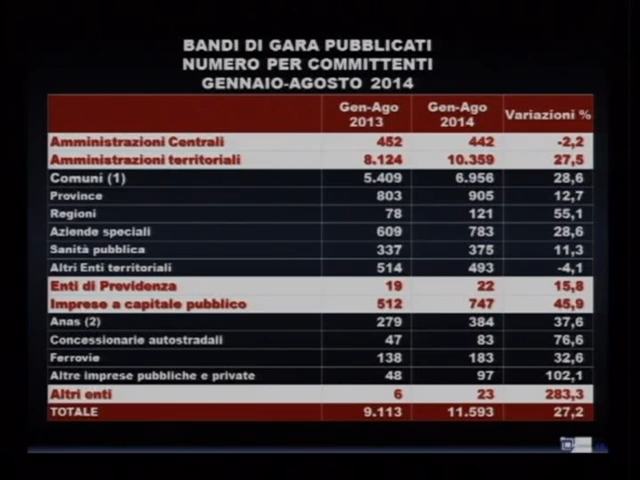 BANDI DI GARA PUBBLICATI
NUMERO PER COMMITTENTI
GENNAIO-AGOSTO 2014
Gen-Ago 2013 Gen-Ago 2014 Variazioni %
Amministrazioni Centrali 452 442 -2,2
Amministrazioni territoriali 8.124 10.359 27,5
Comuni (1) 5.409 6.956 28,6
Province 803 905 12,7
Regioni 78 121 55,1
Aziende speciali 609 783 28,6
Sanità pubblica 337 375 11,3
Altri Enti territoriali 514 493 -4,1
Enti di Previdenza 19 22 15,8
Imprese a capitale pubblico 512 747 45,9
Anas (2) 279 384 37,6
Concessionarie autostradali 47 83 76,6
Ferrovie 138 183 32,6
Altre imprese pubbliche e private 48 97 102,1
Altri enti 6 23 283,3
TOTALE 9.113 11.593 27,2